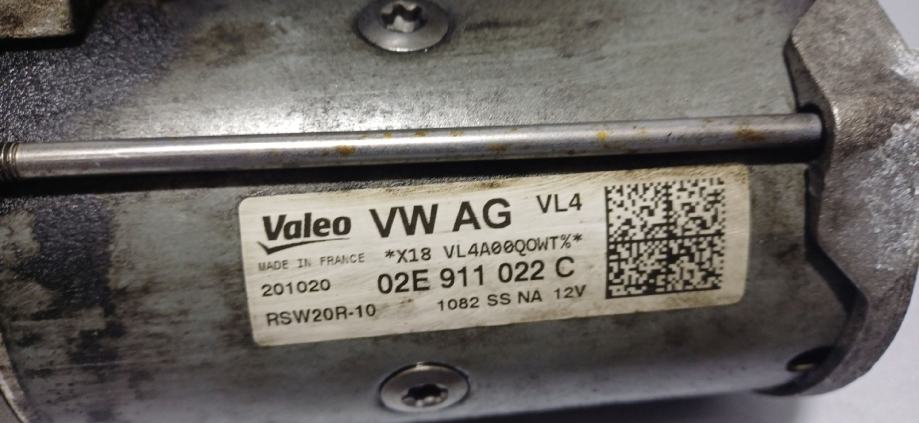 Valeo VW AG VL4
MADE IN FRANCE *X18 VL4A00QOWT%*
201020 02E 911 022 C
RSW20R-10 1082 SS NA 12V